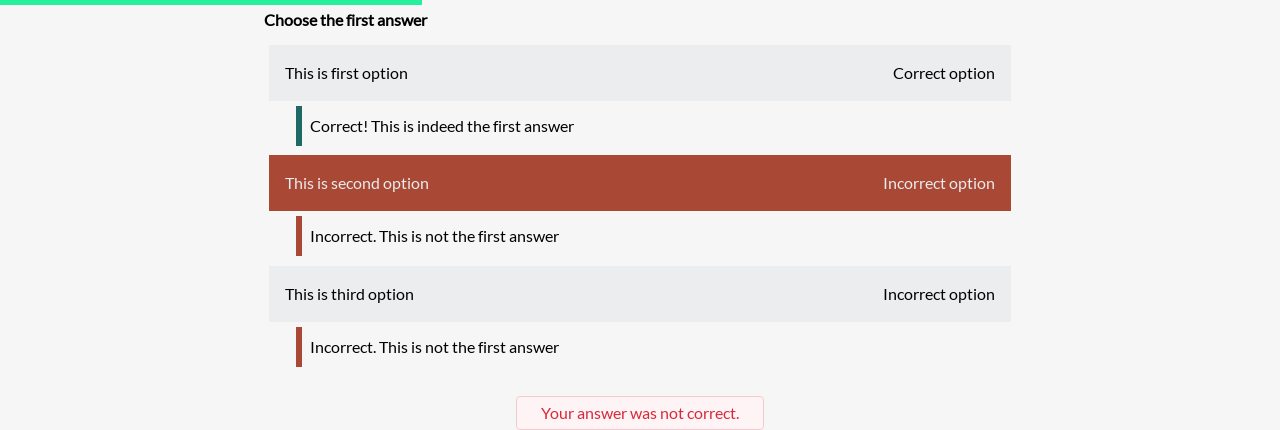 Choose the first answer
This is first option Correct option
Correct! This is indeed the first answer
This is second option Incorrect option
Incorrect. This is not the first answer
This is third option Incorrect option
Incorrect. This is not the first answer
Your answer was not correct.